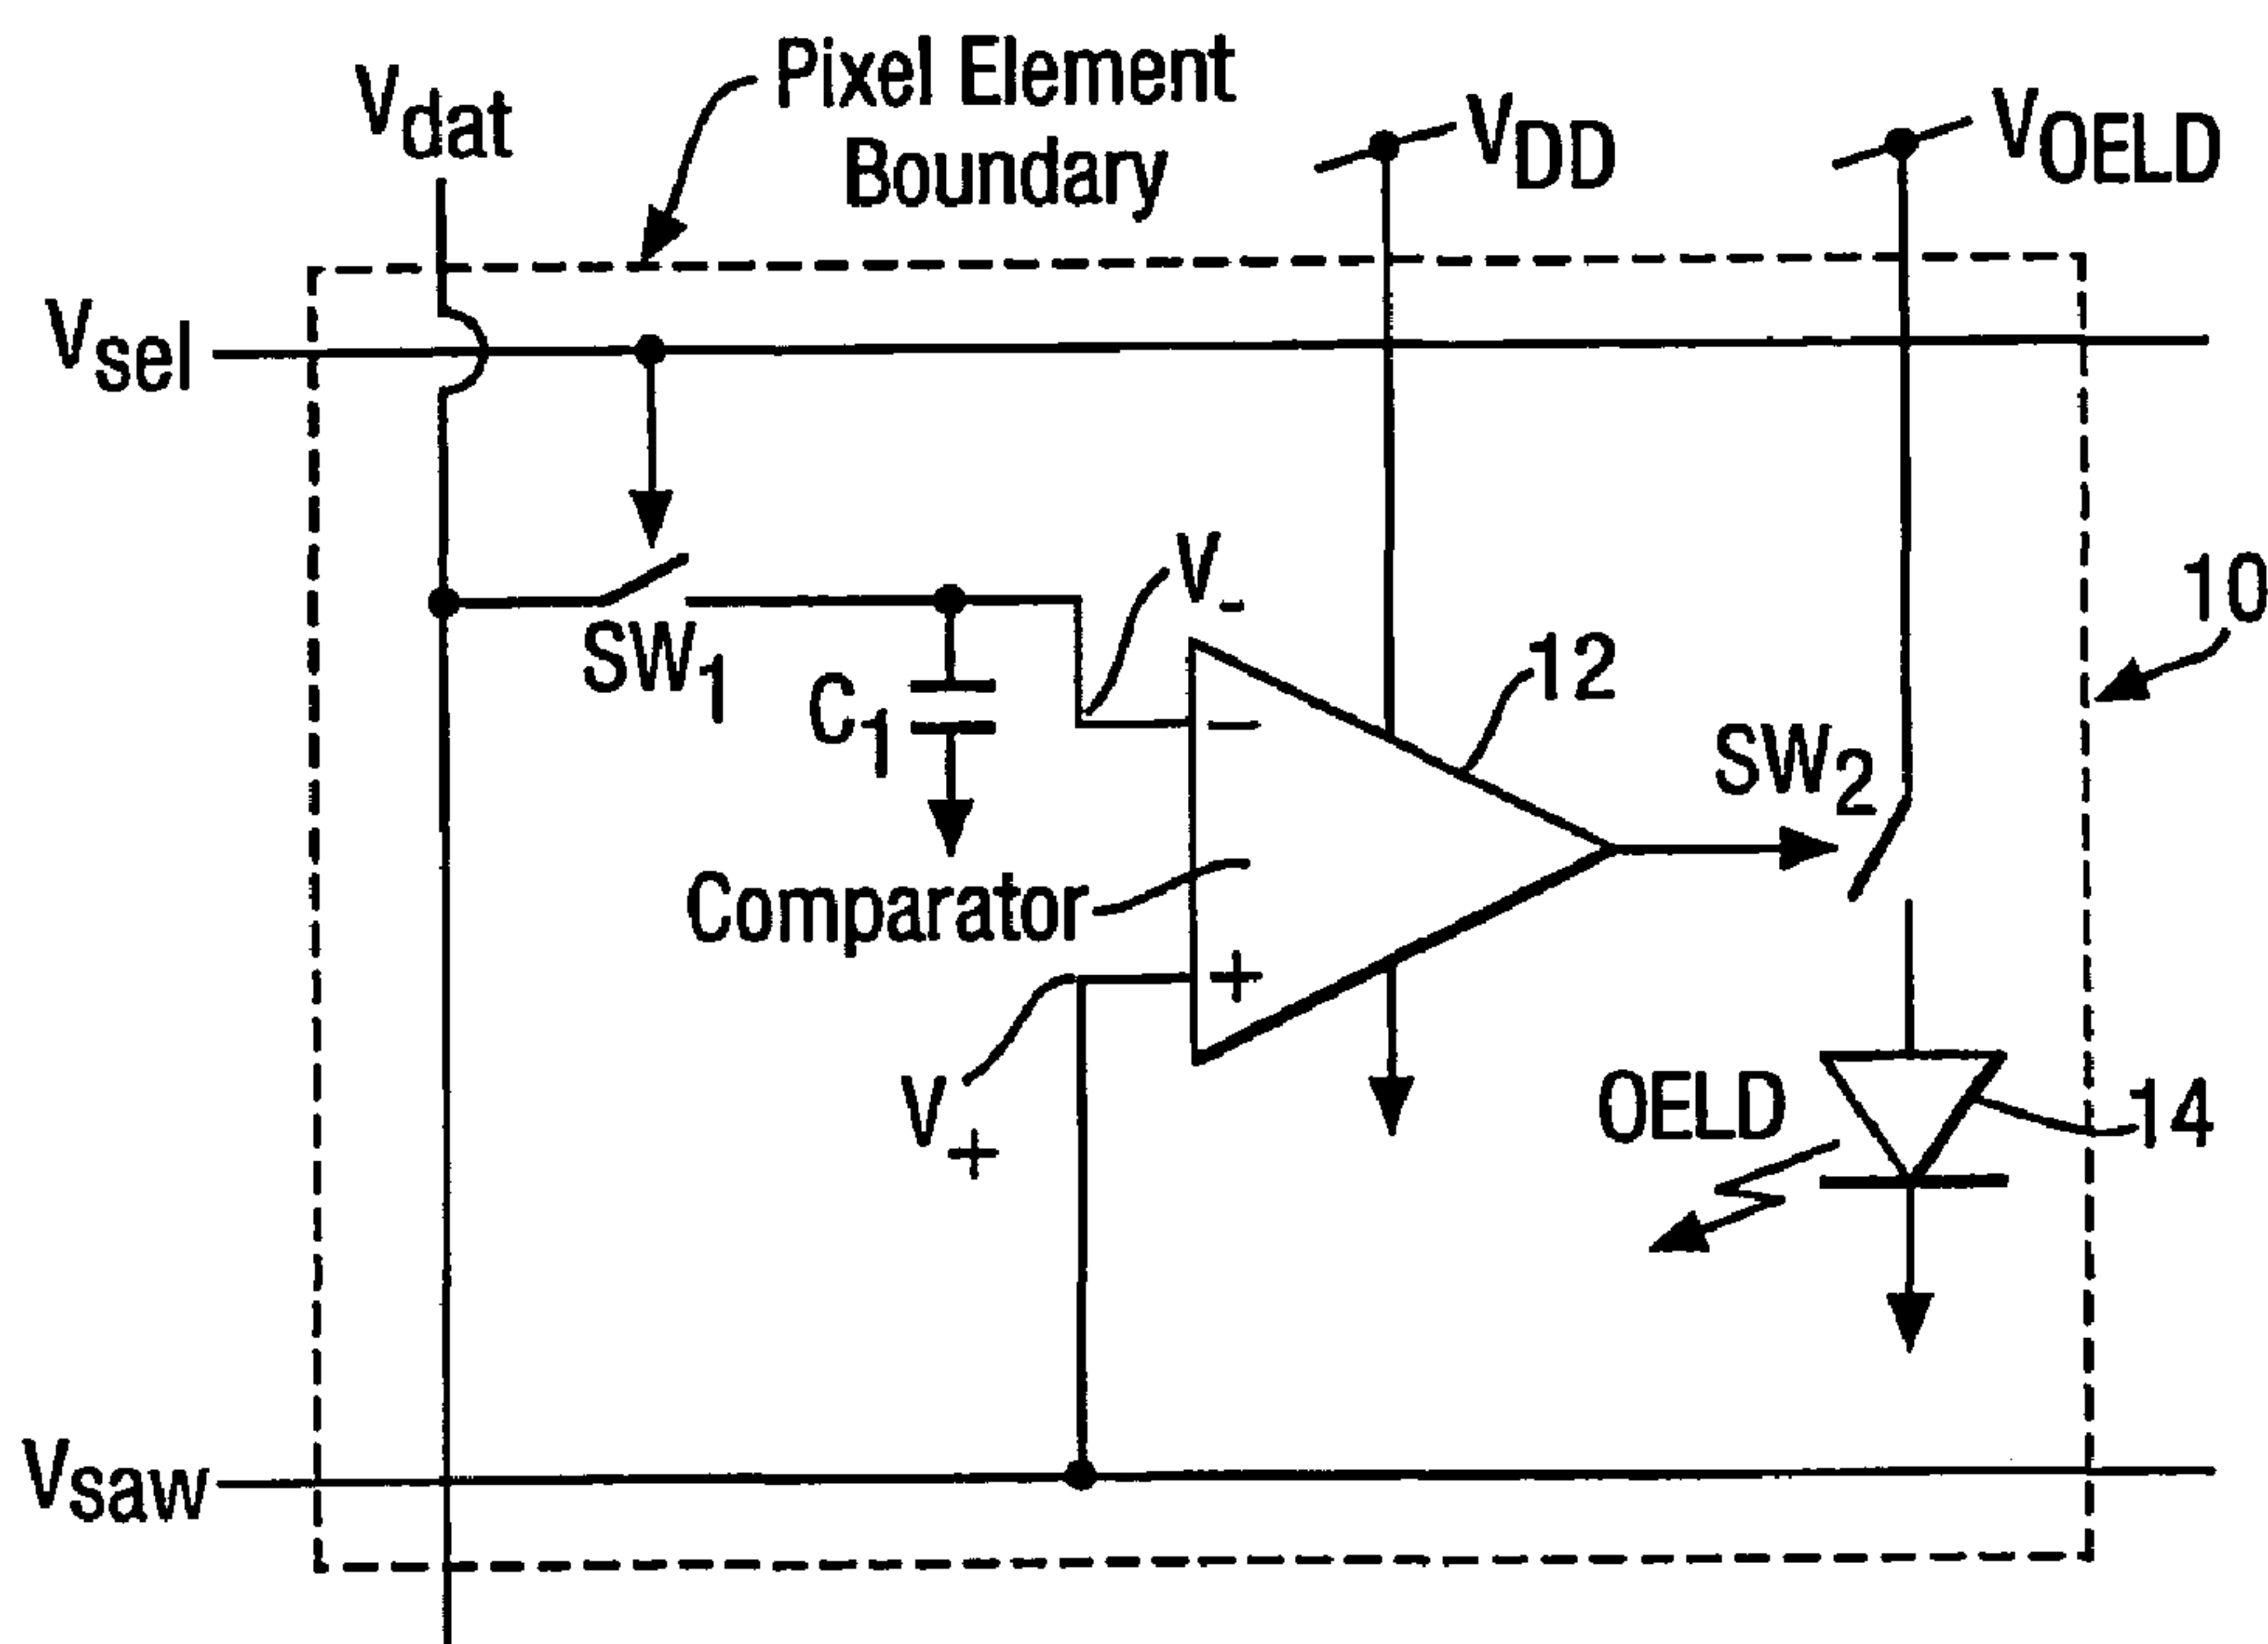 Pixel Element
Boundary
Vdat
VDD
VOELD
Vsel
10
V-
12
SW1
C1
SW2
−
Comparator
+
V+
OELD
14
Vsaw